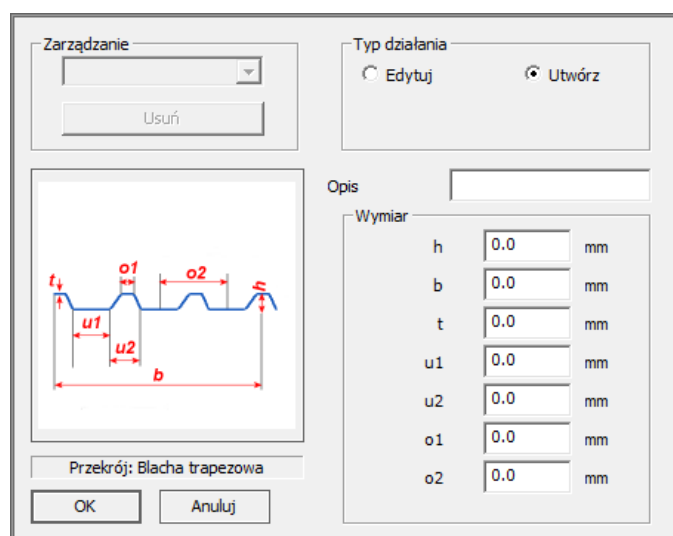 Zarządzanie
Usuń
Typ działania
Edytuj
Utwórz
Opis
Wymiar
h 0.0 mm
b 0.0 mm
t 0.0 mm
u1 0.0 mm
u2 0.0 mm
o1 0.0 mm
o2 0.0 mm
t o1 o2 h
u1
u2
b
Przekrój: Blacha trapezowa
OK Anuluj